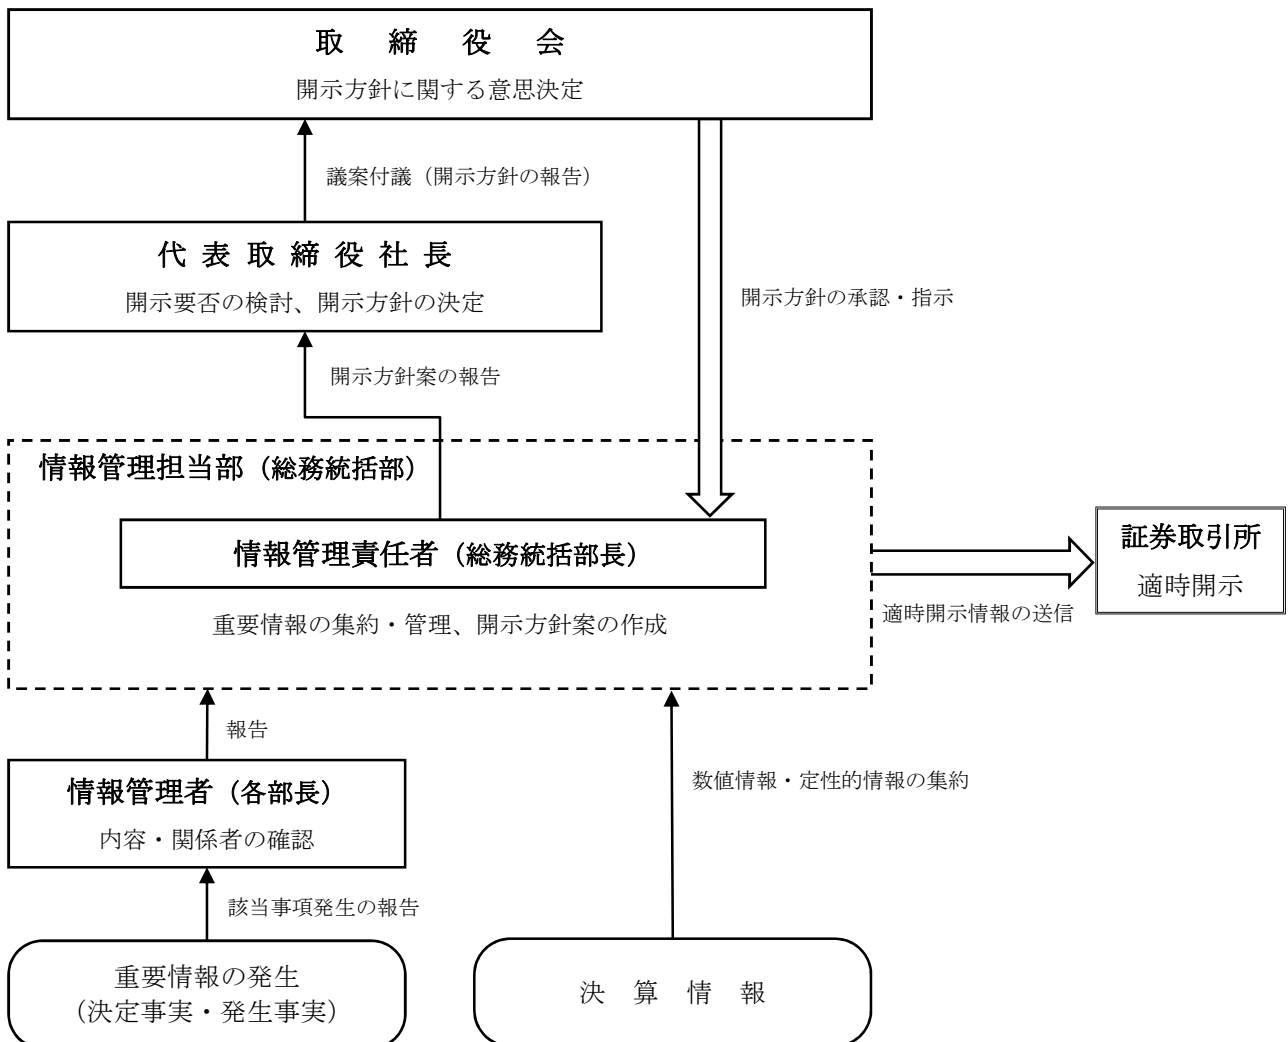 取締役会
開示方針に関する意思決定
議案付議（開示方針の報告）
代表取締役社長
開示要否の検討、開示方針の決定
開示方針の承認・指示
開示方針案の報告
情報管理担当部（総務統括部）
情報管理責任者（総務統括部長）
重要情報の集約・管理、開示方針案の作成
証券取引所
適時開示
適時開示情報の送信
報告
情報管理者（各部長）
内容・関係者の確認
数値情報・定性的情報の集約
該当事項発生の報告
重要情報の発生
（決定事実・発生事実）
決算情報